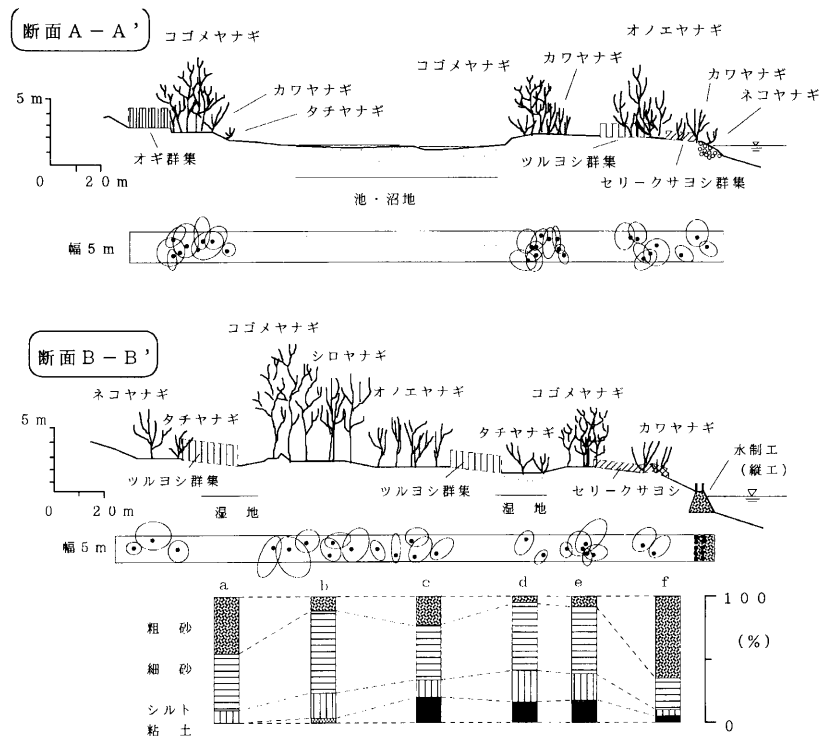 断面A－A’
コゴメヤナギ
カワヤナギ
タチヤナギ
オギ群集
5m
0 20m
コゴメヤナギ
カワヤナギ
オノエヤナギ
カワヤナギ
ネコヤナギ
ツルヨシ群集
セリークサヨシ群集
池・沼地
幅5m
断面B－B’
コゴメヤナギ
シロヤナギ
ネコヤナギ
タチヤナギ
オノエヤナギ
コゴメヤナギ
タチヤナギ
カワヤナギ
水制工
(縦工)
5m
0 20m
ツルヨシ群集
ツルヨシ群集
セリークサヨシ
湿地
湿地
幅5m
a b c d e f
粗砂
細砂
シルト
粘土
100
(%)
0